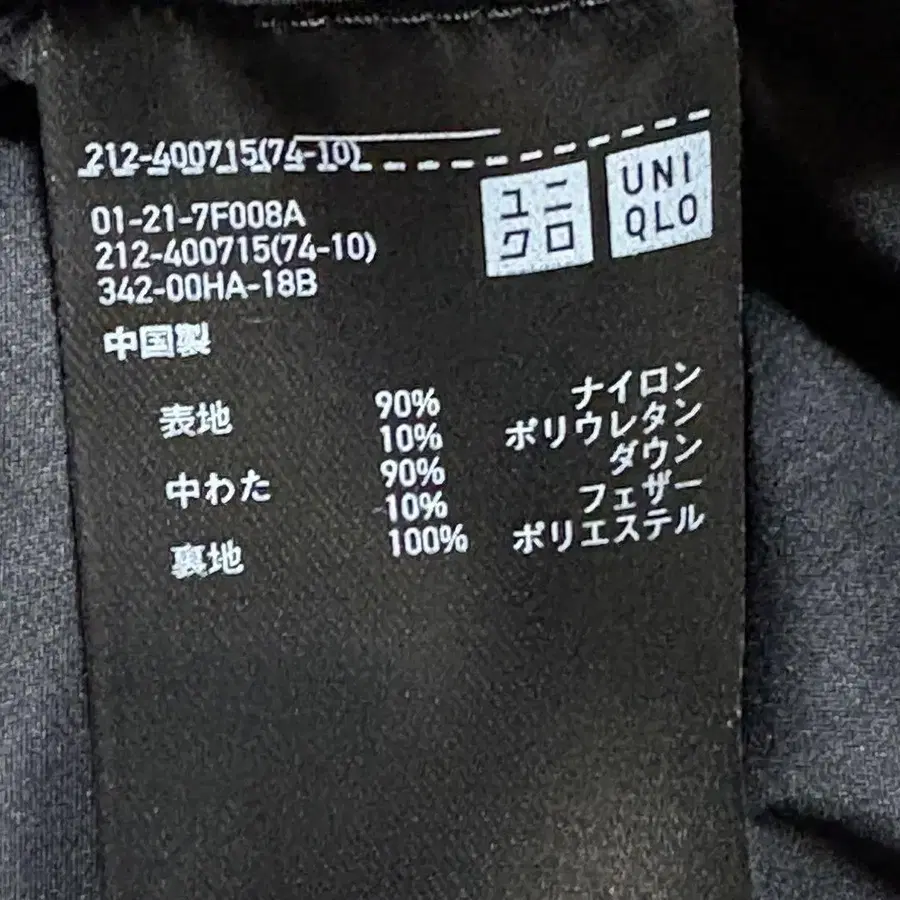 212-400715(74-10)
ユニ
クロ
UNI
QLO
01-21-7F008A
212-400715(74-10)
342-00HA-18B
中国製
表地 90% ナイロン
10% ポリウレタン
中わた 90% ダウン
10% フェザー
裏地 100% ポリエステル